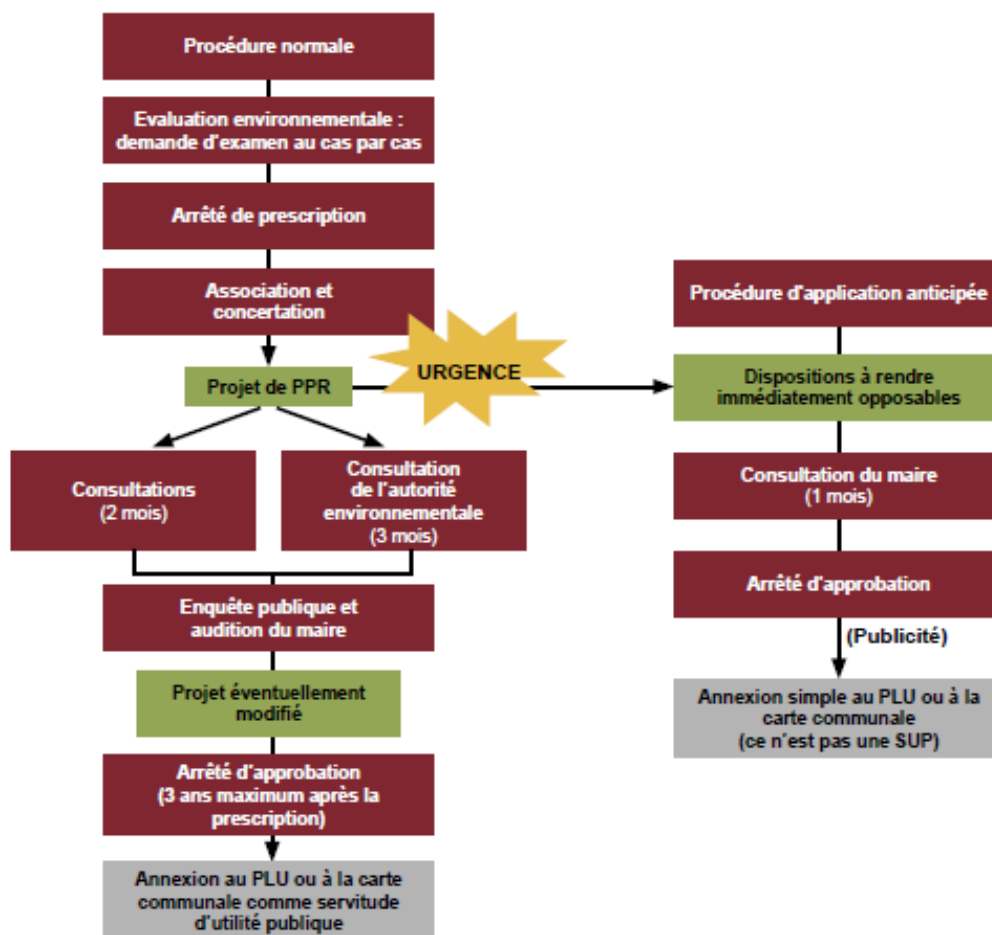 Procédure normale
Evaluation environnementale :
demande d'examen au cas par cas
Arrêté de prescription
Association et
concertation
Projet de PPR
URGENCE
Consultations
(2 mois)
Consultation
de l'autorité
environnementale
(3 mois)
Enquête publique et
audition du maire
Projet éventuellement
modifié
Arrêté d'approbation
(3 ans maximum après la
prescription)
Annexion au PLU ou à la carte
communale comme servitude
d'utilité publique
Procédure d'application anticipée
Dispositions à rendre
immédiatement opposables
Consultation du maire
(1 mois)
Arrêté d'approbation
(Publicité)
Annexion simple au PLU ou à la
carte communale
(ce n'est pas une SUP)